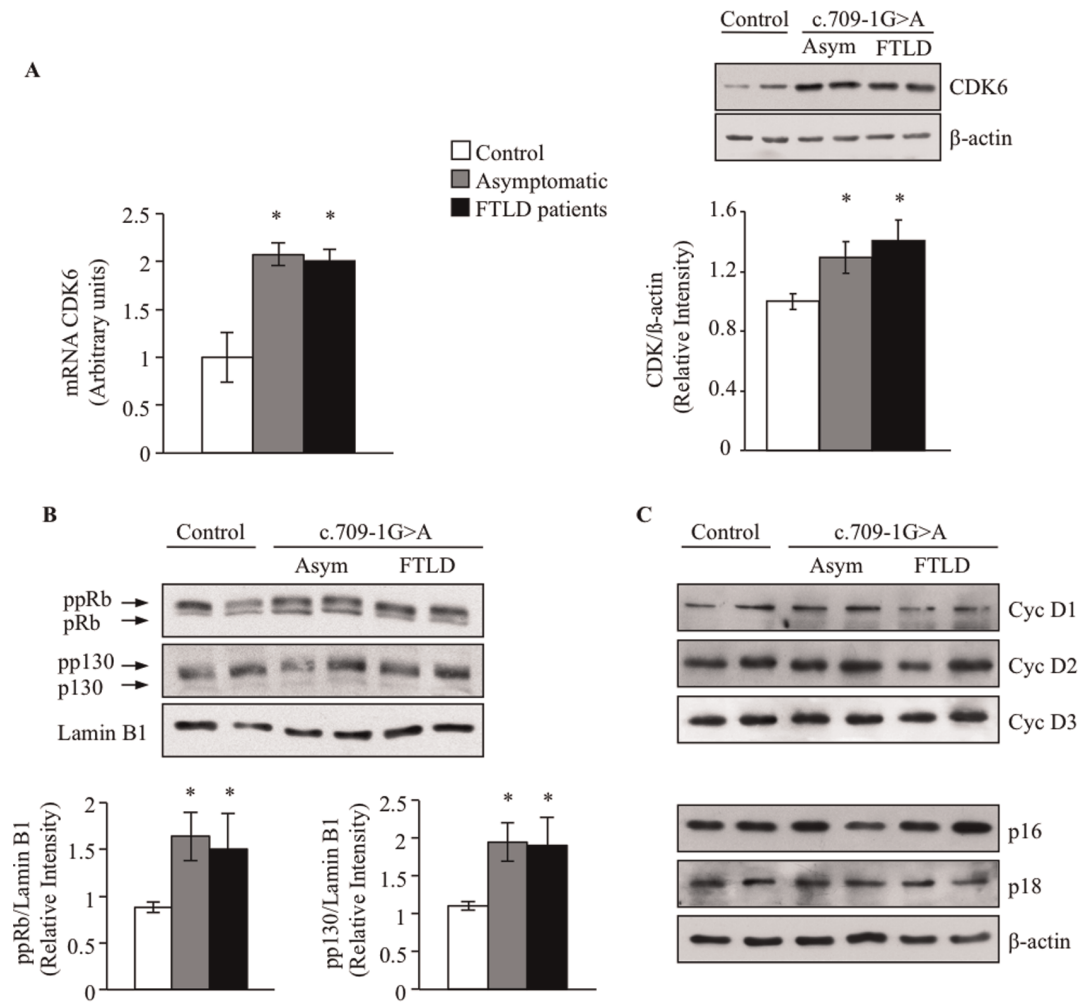 Control c.709-1G>A
Asym FTLD
A
CDK6
β-actin
Control
Asymptomatic
FTLD patients
mRNA CDK6
(Arbitrary units)
2.5
2
1.5
1
0.5
0
* *
CDK/ß-actin
(Relative Intensity)
1.6
1.2
0.8
0.4
0
* *
B
Control c.709-1G>A
Asym FTLD
ppRb
pRb
pp130
p130
Lamin B1
ppRb/Lamin B1
(Relative Intensity)
2
1.5
1
0.5
0
* *
pp130/Lamin B1
(Relative Intensity)
2.5
2
1.5
1
0.5
0
* *
C
Control c.709-1G>A
Asym FTLD
Cyc D1
Cyc D2
Cyc D3
p16
p18
β-actin